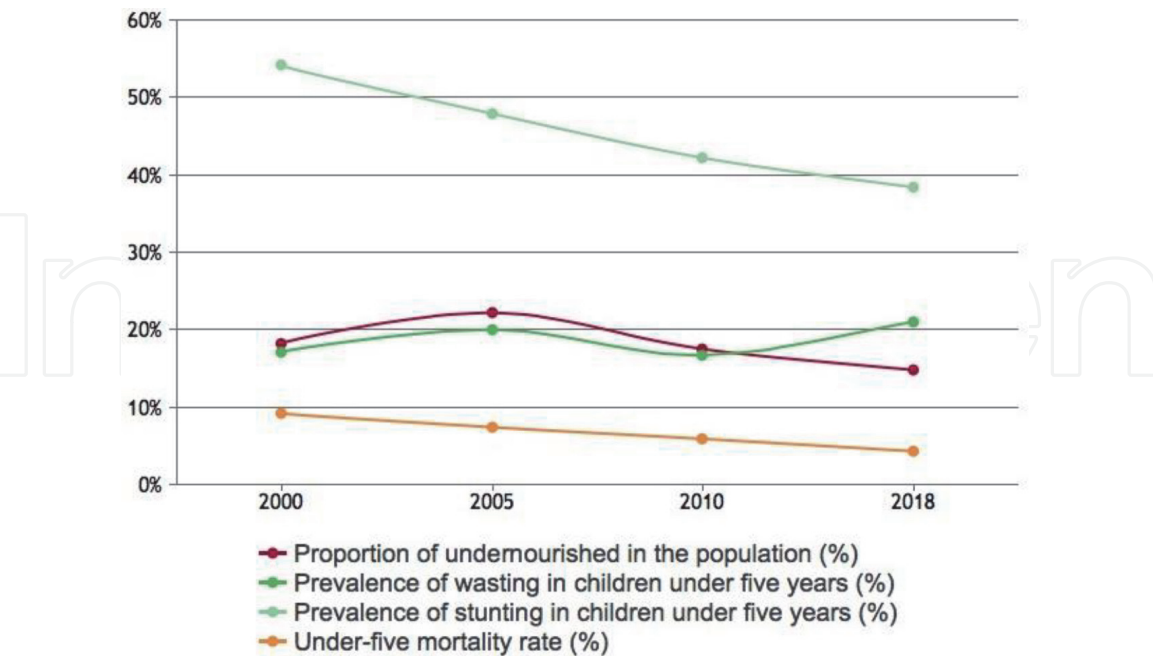 60%
50%
40%
30%
20%
10%
0%
2000 2005 2010 2018
Proportion of undernourished in the population (%)
Prevalence of wasting in children under five years (%)
Prevalence of stunting in children under five years (%)
Under-five mortality rate (%)